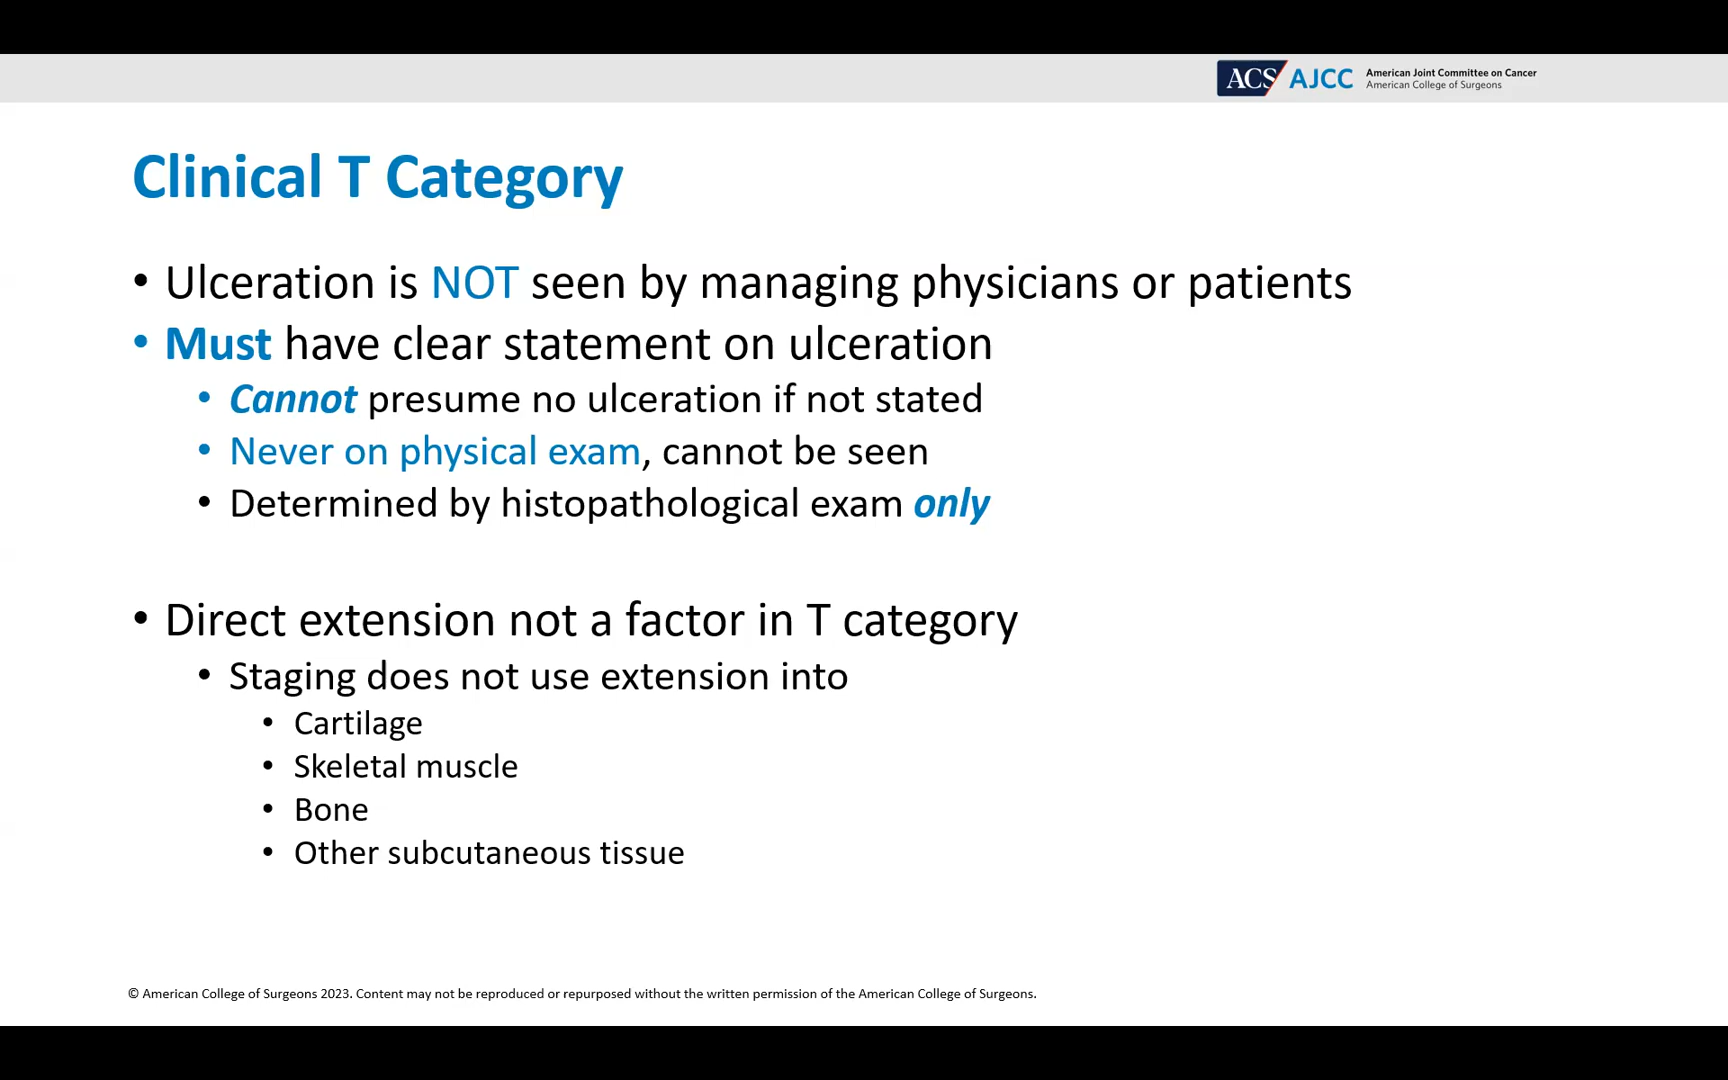 ACS AJCC American Joint Committee on Cancer
American College of Surgeons
Clinical T Category
• Ulceration is NOT seen by managing physicians or patients
• Must have clear statement on ulceration
• Cannot presume no ulceration if not stated
• Never on physical exam, cannot be seen
• Determined by histopathological exam only
• Direct extension not a factor in T category
• Staging does not use extension into
• Cartilage
• Skeletal muscle
• Bone
• Other subcutaneous tissue
© American College of Surgeons 2023. Content may not be reproduced or repurposed without the written permission of the American College of Surgeons.